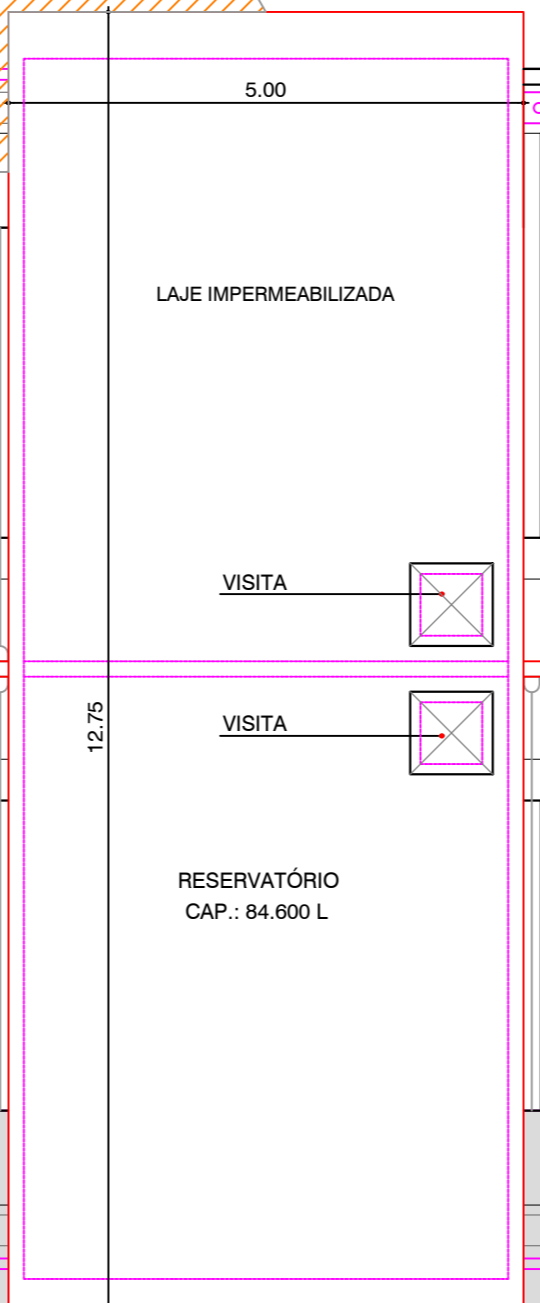 5.00
LAJE IMPERMEABILIZADA
VISITA
12.75
VISITA
RESERVATÓRIO
CAP.: 84.600 L